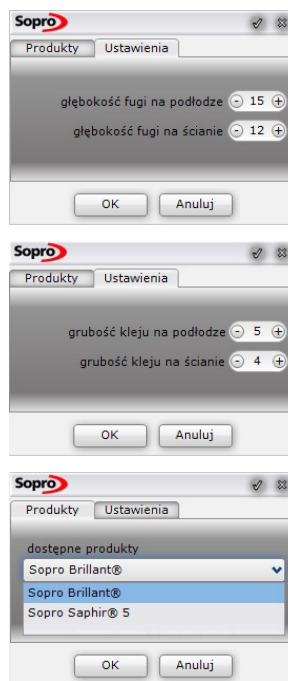 Sopro
Produkty Ustawienia
głębokość fugi na podłodze - 15 +
głębokość fugi na ścianie - 12 +
OK Anuluj
Sopro
Produkty Ustawienia
grubość kleju na podłodze - 5 +
grubość kleju na ścianie - 4 +
OK Anuluj
Sopro
Produkty Ustawienia
dostępne produkty
Sopro Brillant®
Sopro Brillant®
Sopro Saphir® 5
OK Anuluj